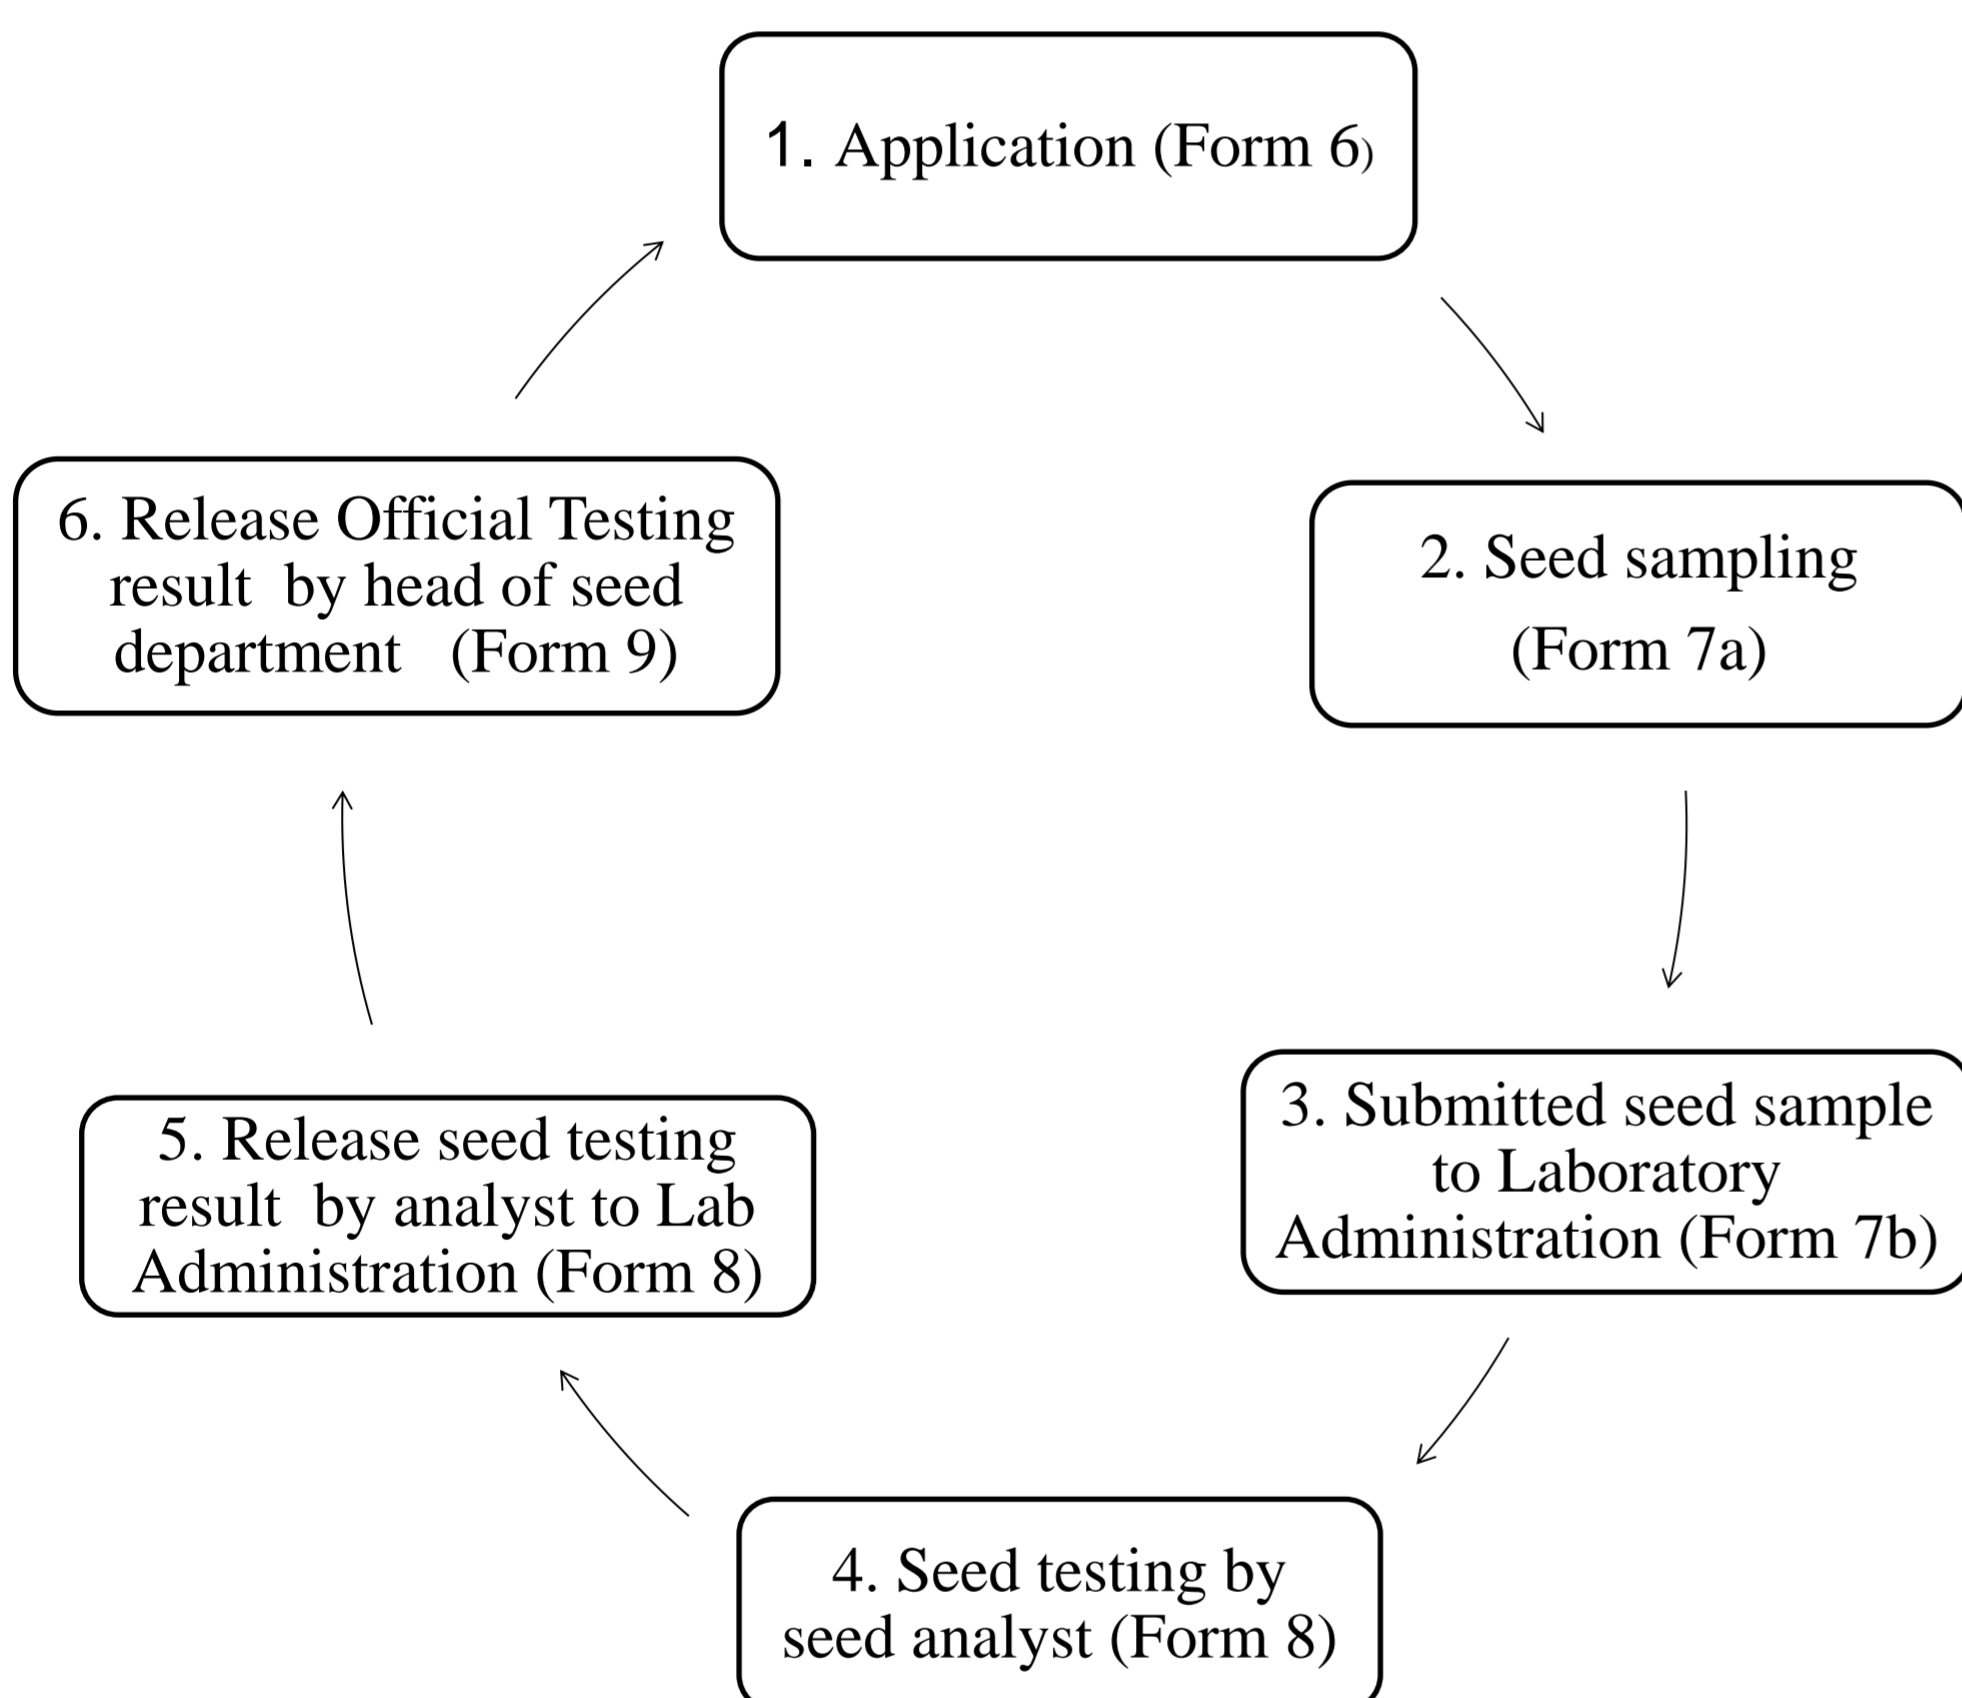 1. Application (Form 6)
2. Seed sampling
(Form 7a)
3. Submitted seed sample
to Laboratory
Administration (Form 7b)
4. Seed testing by
seed analyst (Form 8)
5. Release seed testing
result by analyst to Lab
Administration (Form 8)
6. Release Official Testing
result by head of seed
department (Form 9)